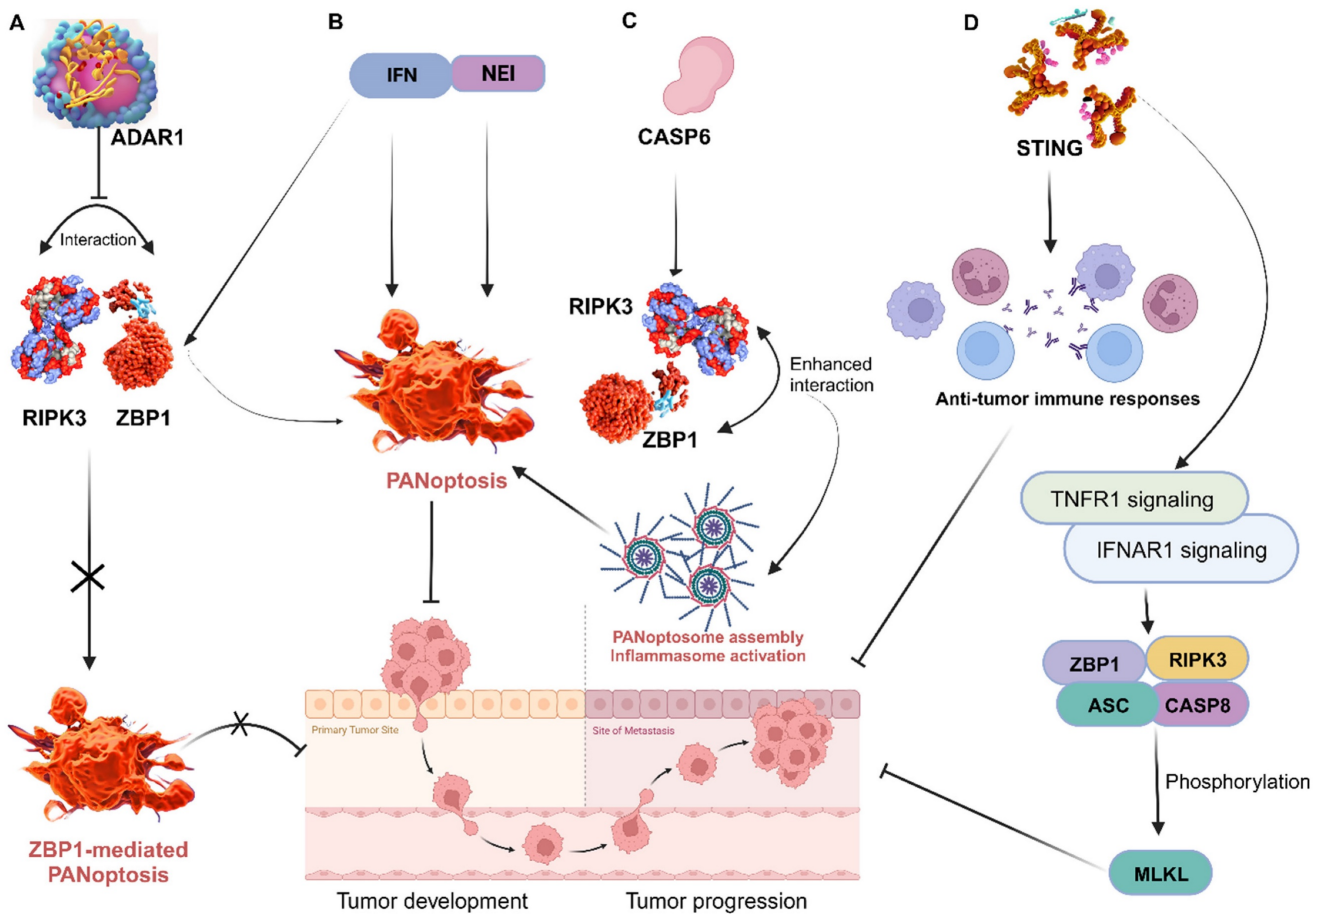 A
ADAR1
Interaction
RIPK3
ZBP1
ZBP1-mediated
PANoptosis
B
IFN
NEI
PANoptosis
C
CASP6
RIPK3
Enhanced
interaction
ZBP1
PANoptosome assembly
Inflammasome activation
Primary Tumor Site
Site of Metastasis
Tumor development
Tumor progression
D
STING
Anti-tumor immune responses
TNFR1 signaling
IFNAR1 signaling
ZBP1
RIPK3
ASC
CASP8
Phosphorylation
MLKL